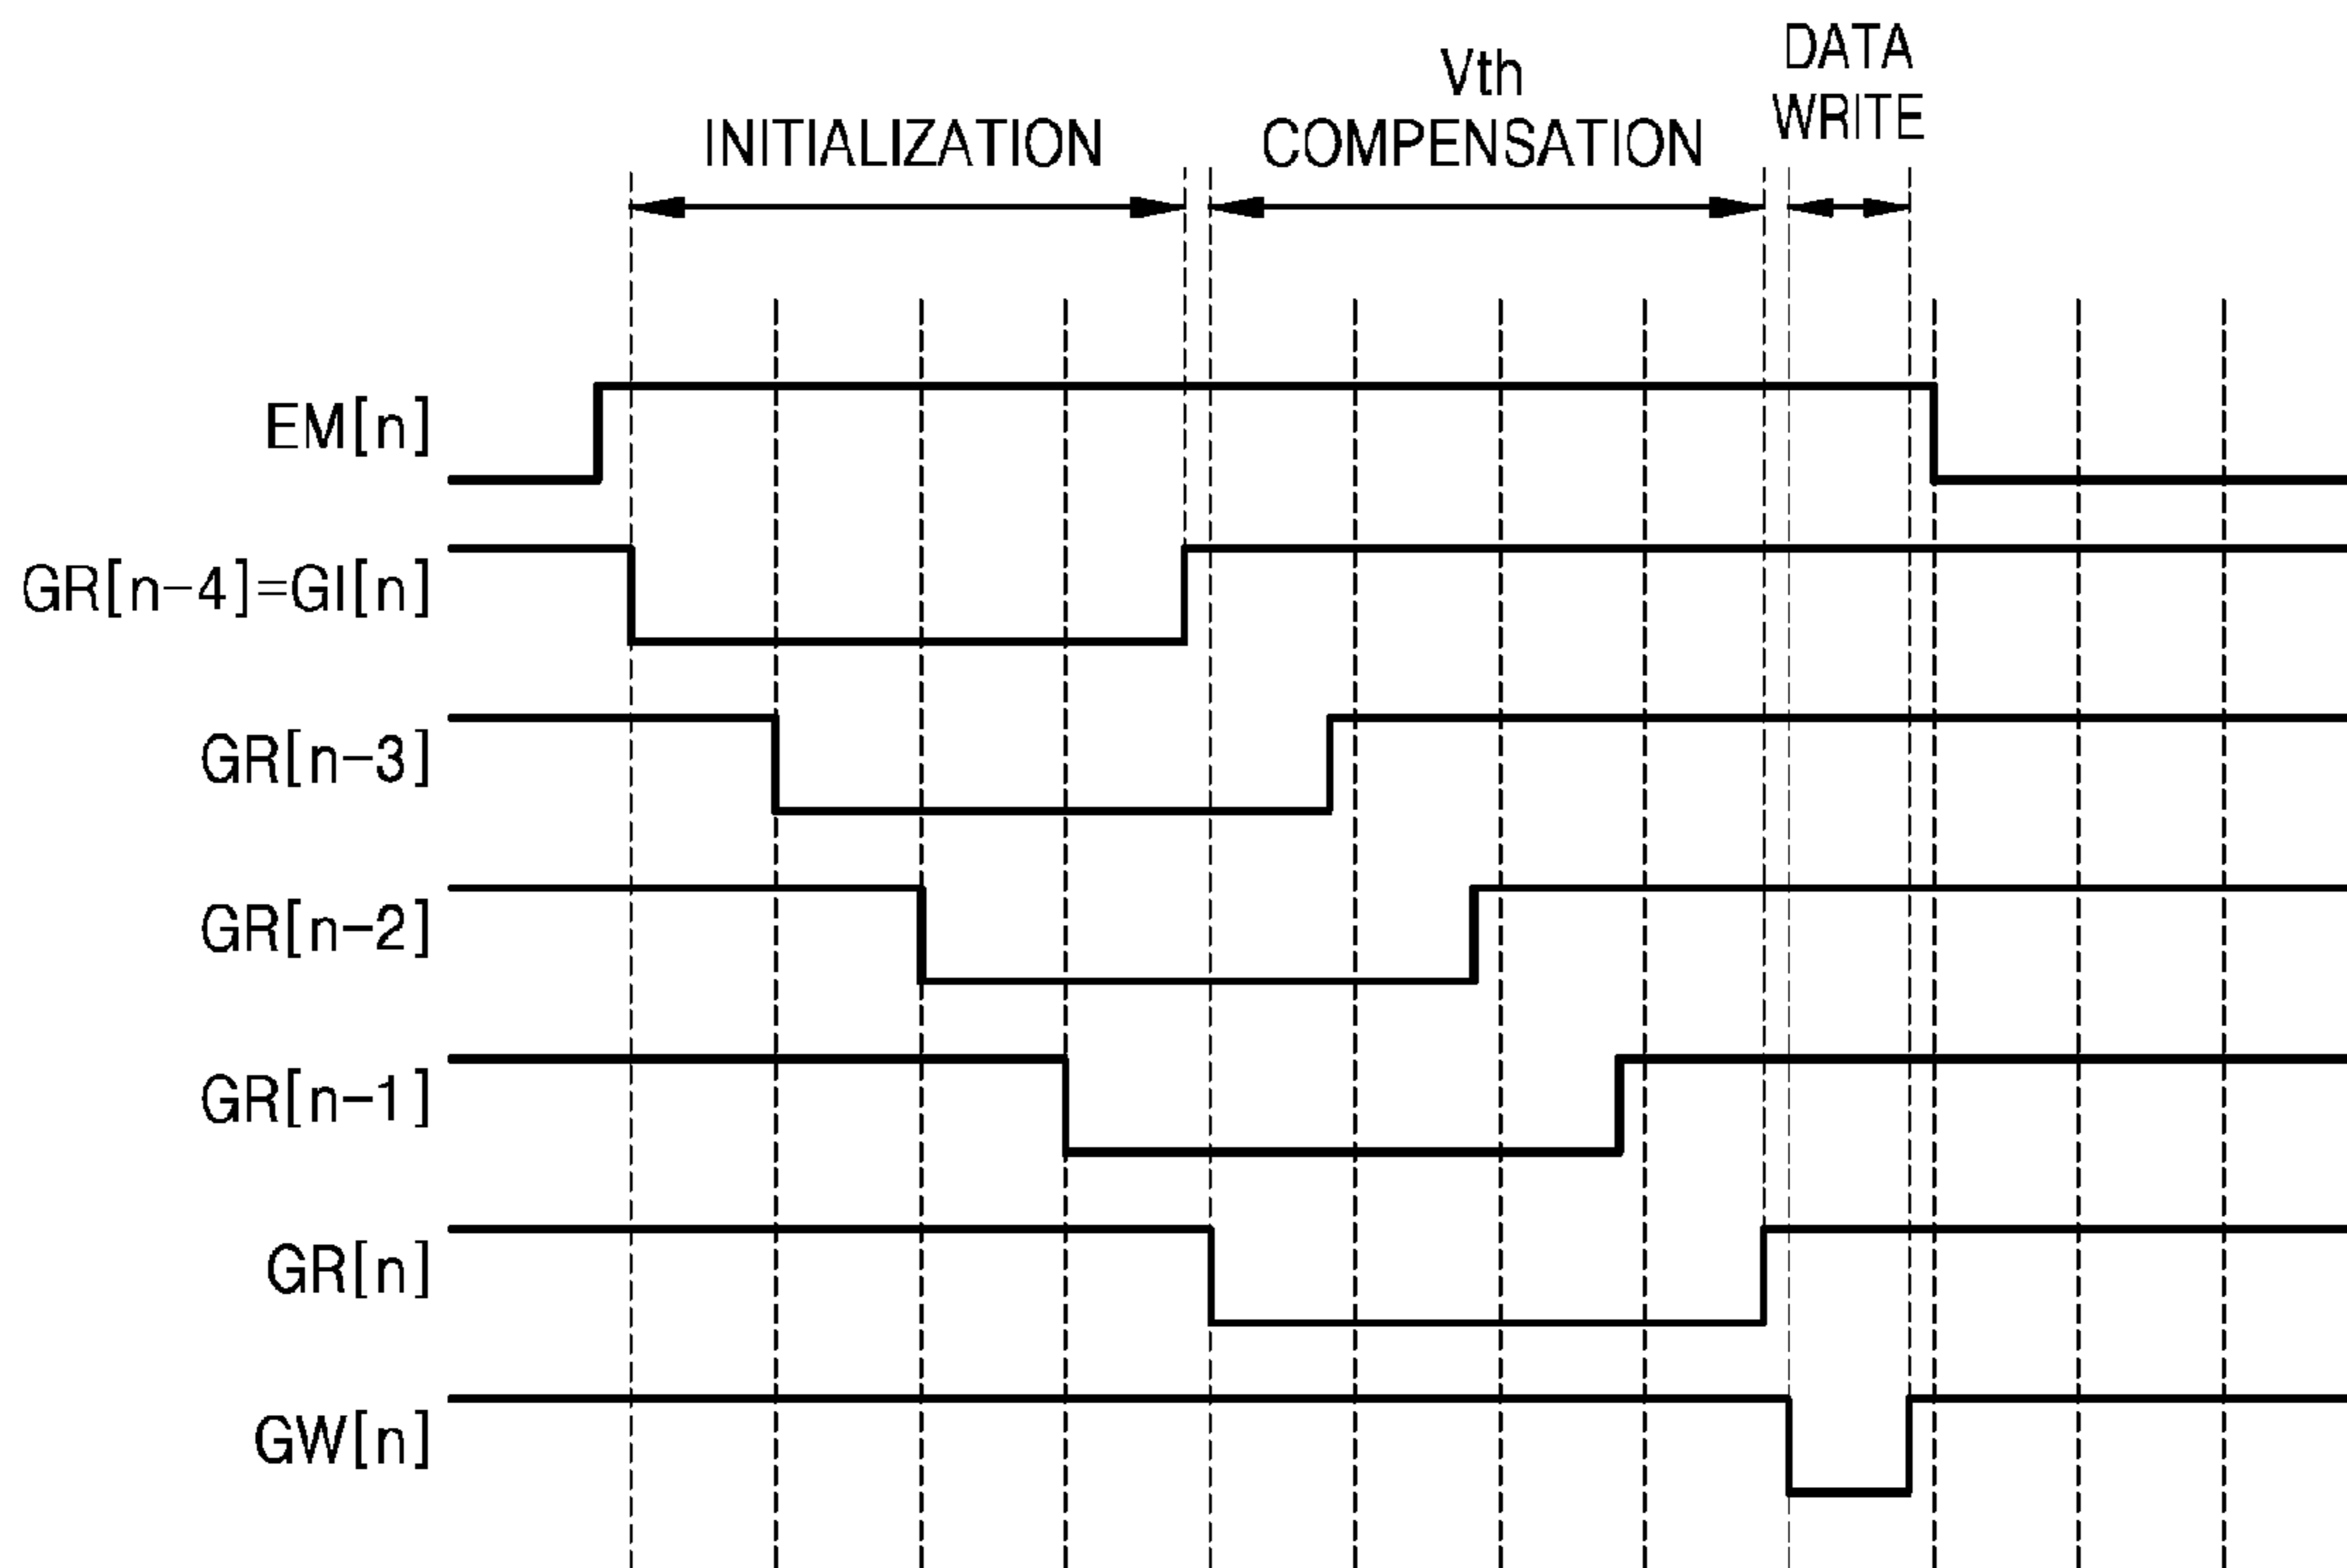 INITIALIZATION
Vth
COMPENSATION
DATA
WRITE
EM[n]
GR[n-4]=GI[n]
GR[n-3]
GR[n-2]
GR[n-1]
GR[n]
GW[n]